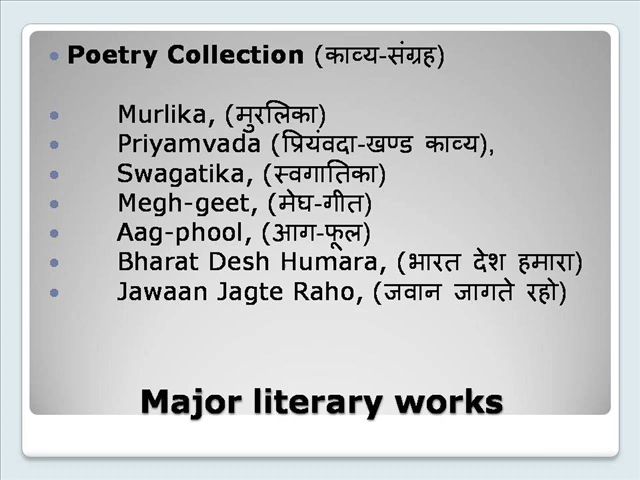 Poetry Collection (काव्य-संग्रह)
Murlika, (मुरलिका)
Priyamvada (प्रियंवदा-खण्ड काव्य),
Swagatika, (स्वगातिका)
Megh-geet, (मेघ-गीत)
Aag-phool, (आग-फूल)
Bharat Desh Humara, (भारत देश हमारा)
Jawaan Jagte Raho, (जवान जागते रहो)
Major literary works